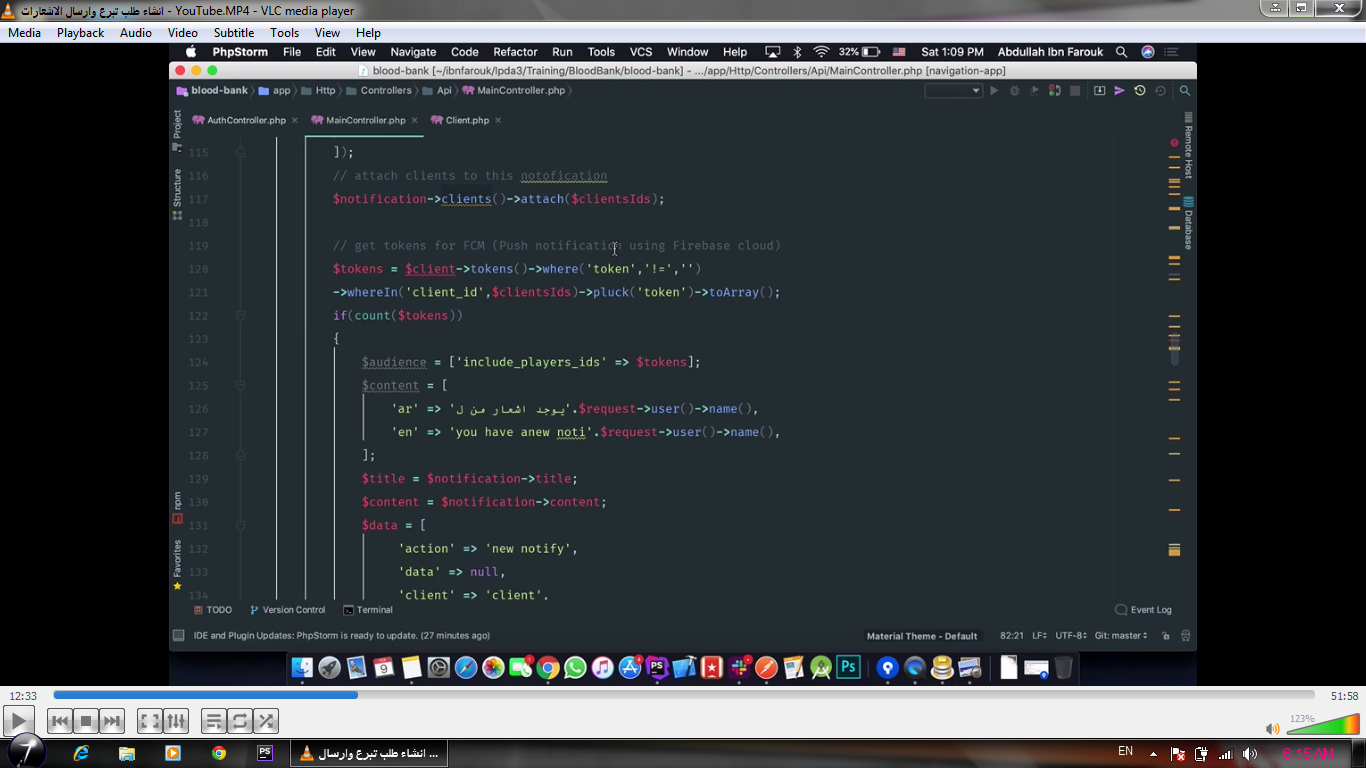 انشاء طلب تبرع وارسال الاشعارات - YouTube.MP4 - VLC media player
Media Playback Audio Video Subtitle Tools View Help
PhpStorm File Edit View Navigate Code Refactor Run Tools VCS Window Help 32% Sat 1:09 PM Abdullah Ibn Farouk
blood-bank [~/ibnfarouk/lpda3/Training/BloodBank/blood-bank] - .../app/Http/Controllers/Api/MainController.php [navigation-app]
blood-bank app Http Controllers Api MainController.php
AuthController.php MainController.php Client.php
Project
Structure
npm
Favorites
Remote Host
Database
115 ]);
116 // attach clients to this notofication
117 $notification->clients()->attach($clientsIds);
118
119 // get tokens for FCM (Push notification using Firebase cloud)
120 $tokens = $client->tokens()->where('token','!=','')
121 ->whereIn('client_id',$clientsIds)->pluck('token')->toArray();
122 if(count($tokens))
123 {
124 $audience = ['include_players_ids' => $tokens];
125 $content = [
126 'ar' => 'يوجد اشعار من ل'.$request->user()->name(),
127 'en' => 'you have anew noti'.$request->user()->name(),
128 ];
129 $title = $notification->title;
130 $content = $notification->content;
131 $data = [
132 'action' => 'new notify',
133 'data' => null,
134 'client' => 'client',
TODO Version Control Terminal Event Log
IDE and Plugin Updates: PhpStorm is ready to update. (27 minutes ago) Material Theme - Default 82:21 LF UTF-8 Git: master
PS Ps
12:33 51:58
123%
PS انشاء طلب تبرع وارسال ... EN 6:15 AM